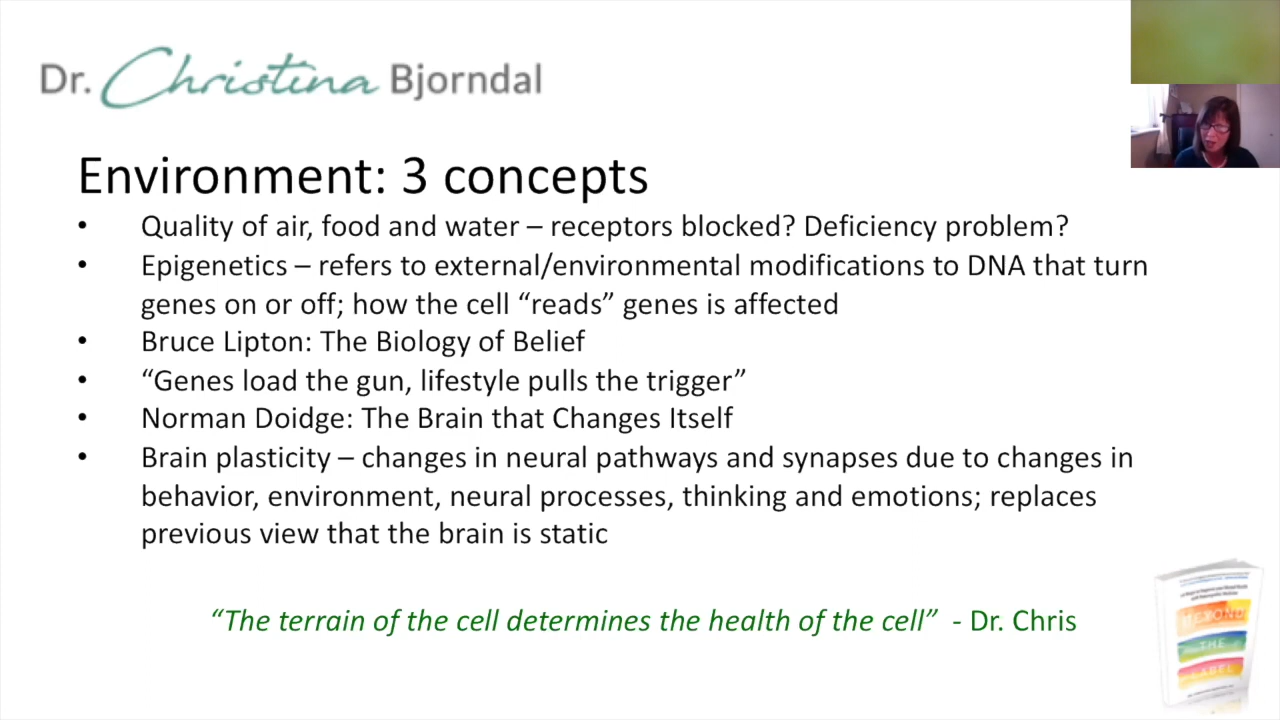 Dr. Christina Bjorndal
Environment: 3 concepts
• Quality of air, food and water – receptors blocked? Deficiency problem?
• Epigenetics – refers to external/environmental modifications to DNA that turn
genes on or off; how the cell “reads” genes is affected
• Bruce Lipton: The Biology of Belief
• “Genes load the gun, lifestyle pulls the trigger”
• Norman Doidge: The Brain that Changes Itself
• Brain plasticity – changes in neural pathways and synapses due to changes in
behavior, environment, neural processes, thinking and emotions; replaces
previous view that the brain is static
“The terrain of the cell determines the health of the cell” - Dr. Chris
BEYOND
THE
LABEL